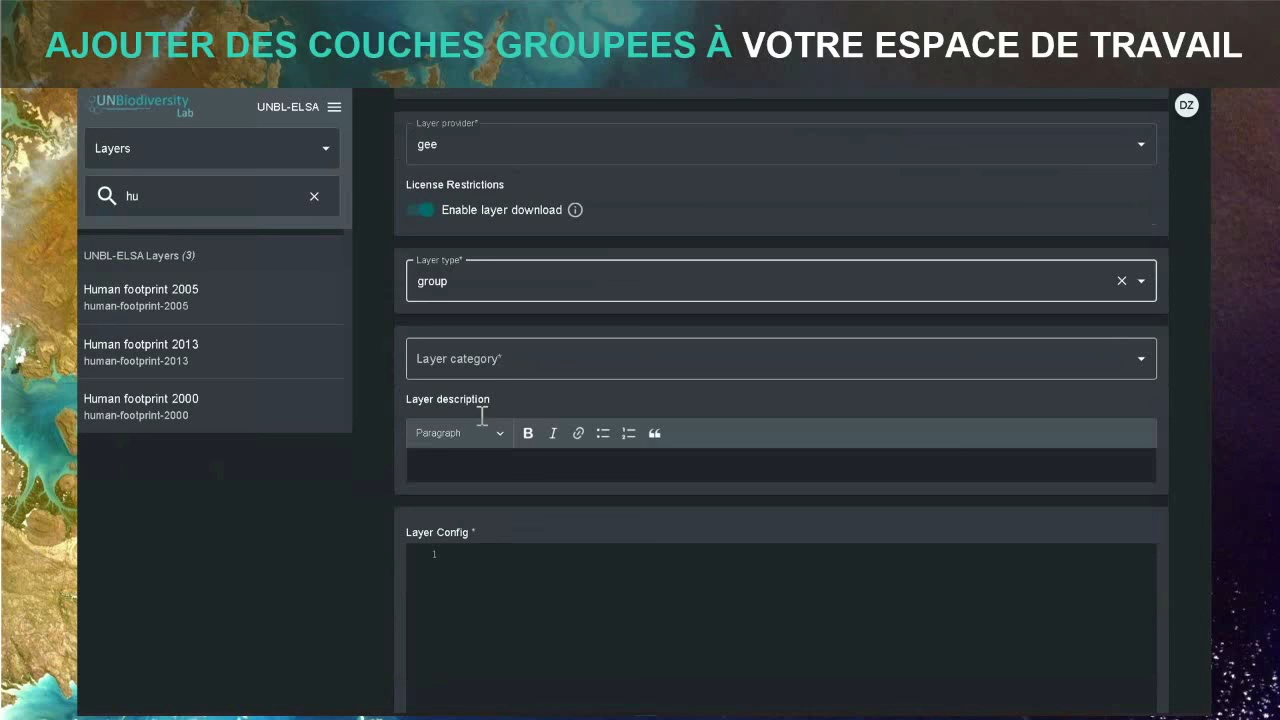 AJOUTER DES COUCHES GROUPEES À VOTRE ESPACE DE TRAVAIL
UNBiodiversity
Lab
UNBL-ELSA
DZ
Layers
hu
UNBL-ELSA Layers (3)
Human footprint 2005
human-footprint-2005
Human footprint 2013
human-footprint-2013
Human footprint 2000
human-footprint-2000
Layer provider*
gee
License Restrictions
Enable layer download
Layer type*
group
Layer category*
Layer description
Paragraph
Layer Config *
1